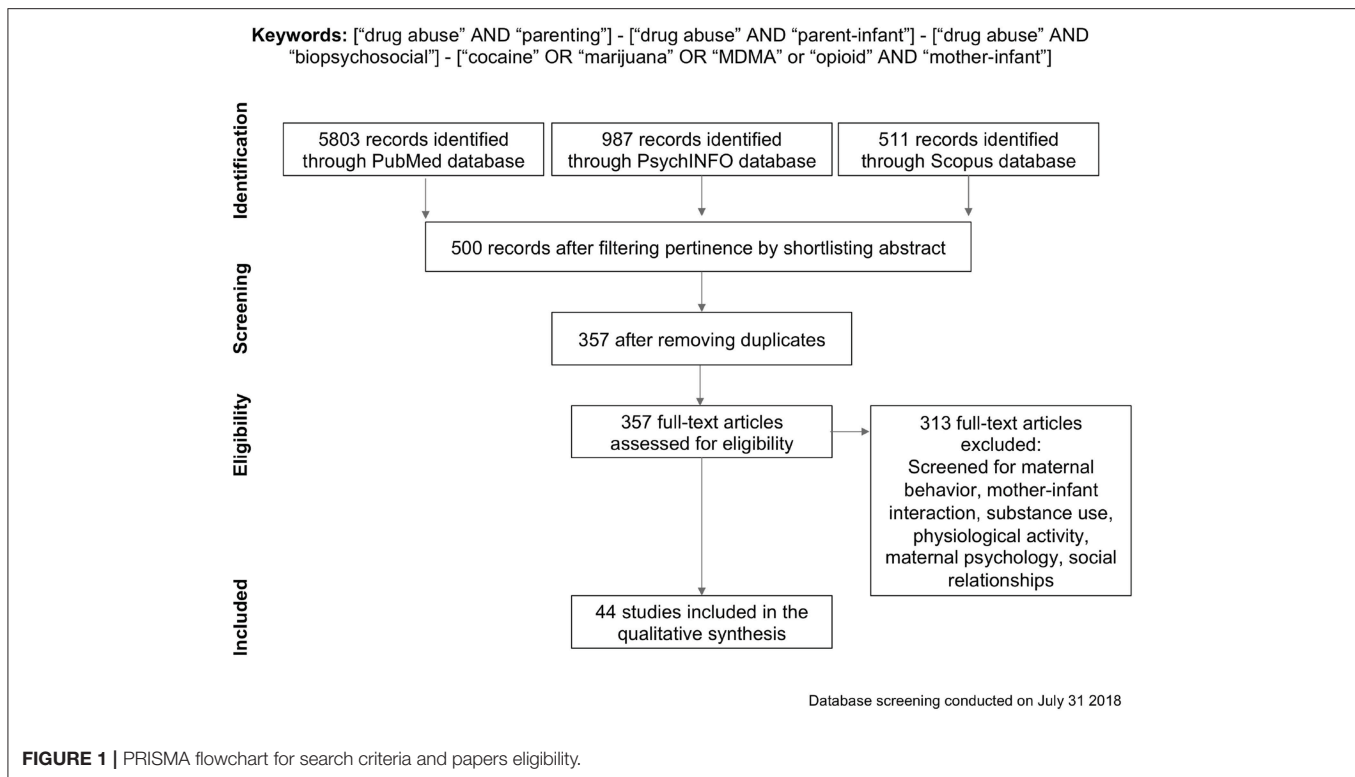 Keywords: [“drug abuse” AND “parenting”] - [“drug abuse” AND “parent-infant”] - [“drug abuse” AND
“biopsychosocial”] - [“cocaine” OR “marijuana” OR “MDMA” or “opioid” AND “mother-infant”]
Identification
5803 records identified
through PubMed database
987 records identified
through PsychINFO database
511 records identified
through Scopus database
500 records after filtering pertinence by shortlisting abstract
Screening
357 after removing duplicates
Eligibility
357 full-text articles
assessed for eligibility
313 full-text articles
excluded:
Screened for maternal
behavior, mother-infant
interaction, substance use,
physiological activity,
maternal psychology, social
relationships
Included
44 studies included in the
qualitative synthesis
Database screening conducted on July 31 2018
FIGURE 1 | PRISMA flowchart for search criteria and papers eligibility.